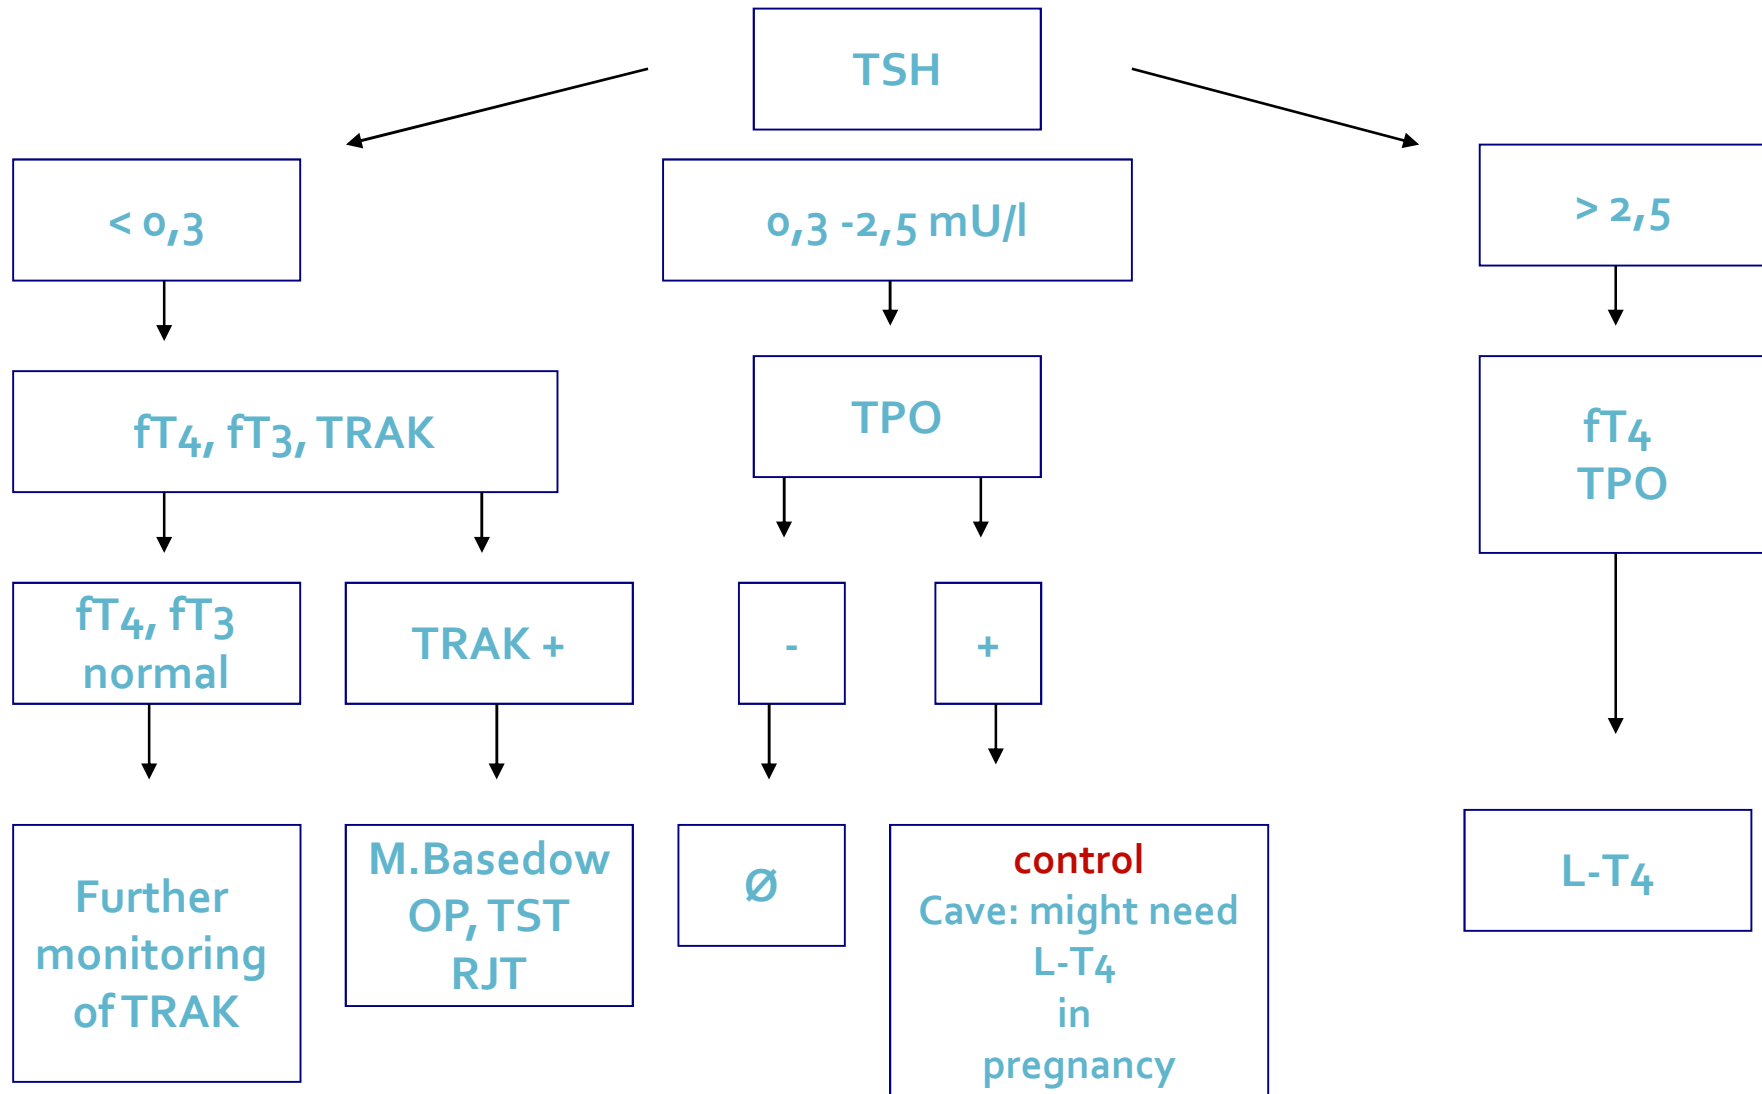 TSH
< 0,3
0,3 -2,5 mU/l
> 2,5
fT4, fT3, TRAK
TPO
fT4
TPO
fT4, fT3
normal
TRAK +
-
+
Further
monitoring
of TRAK
M.Basedow
OP, TST
RJT
Ø
control
Cave: might need
L-T4
in
pregnancy
L-T4